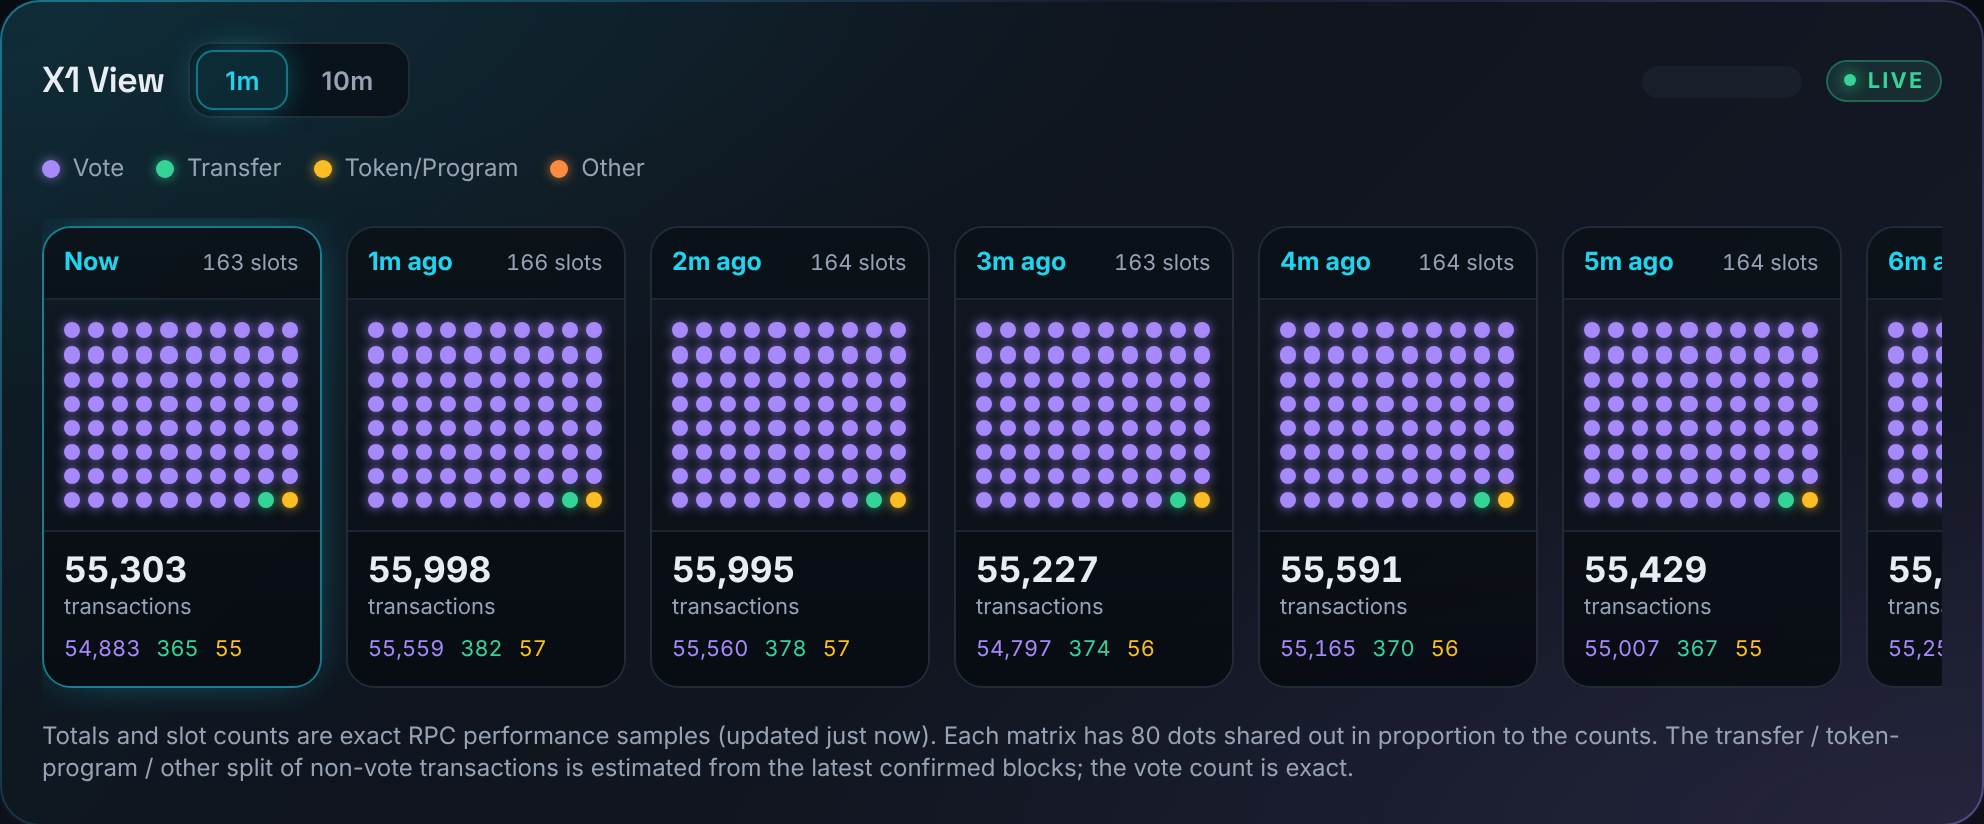 X1 View
1m
10m
LIVE
Vote
Transfer
Token/Program
Other
Now
163 slots
55,303
transactions
54,883 365 55
1m ago
166 slots
55,998
transactions
55,559 382 57
2m ago
164 slots
55,995
transactions
55,560 378 57
3m ago
163 slots
55,227
transactions
54,797 374 56
4m ago
164 slots
55,591
transactions
55,165 370 56
5m ago
164 slots
55,429
transactions
55,007 367 55
6m a
55,
trans
55,25
Totals and slot counts are exact RPC performance samples (updated just now). Each matrix has 80 dots shared out in proportion to the counts. The transfer / token-
program / other split of non-vote transactions is estimated from the latest confirmed blocks; the vote count is exact.